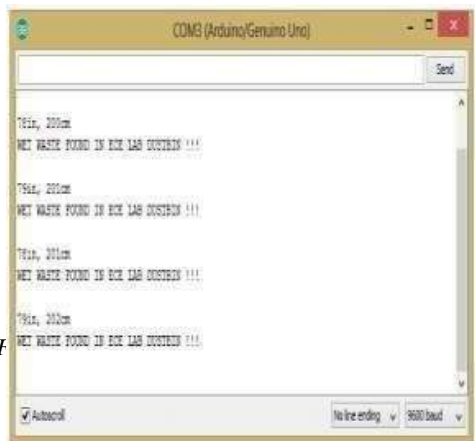 COM3 (Arduino/Genuino Uno)
Send
78in, 200cm
WET WASTE FOUND IN ECE LAB DUSTBIN !!!
79in, 201cm
WET WASTE FOUND IN ECE LAB DUSTBIN !!!
78in, 201cm
WET WASTE FOUND IN ECE LAB DUSTBIN !!!
79in, 202cm
WET WASTE FOUND IN ECE LAB DUSTBIN !!!
Autoscroll
No line ending
9600 baud